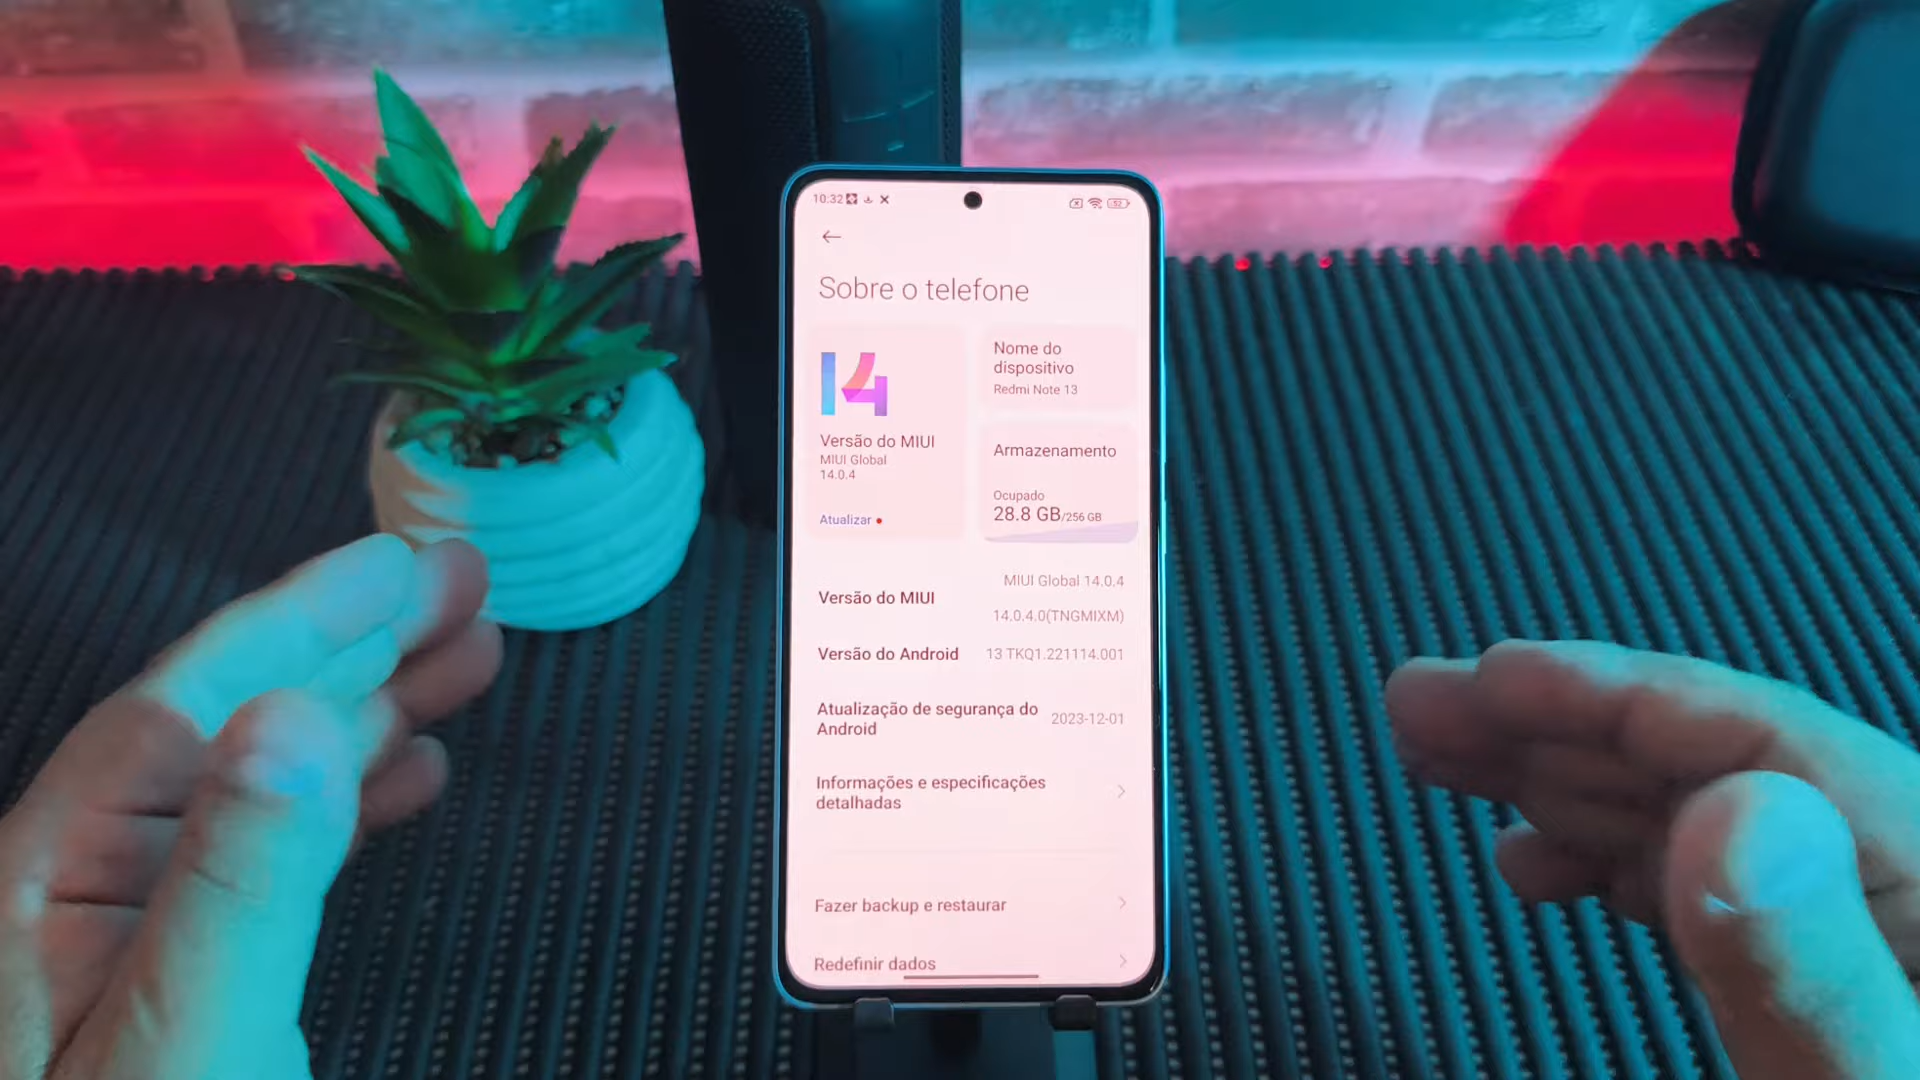 10:32
Sobre o telefone
14
Versão do MIUI
MIUI Global
14.0.4
Atualizar
Nome do
dispositivo
Redmi Note 13
Armazenamento
Ocupado
28.8 GB/256 GB
Versão do MIUI
MIUI Global 14.0.4
14.0.4.0(TNGMIXM)
Versão do Android
13 TKQ1.221114.001
Atualização de segurança do
Android
2023-12-01
Informações e especificações
detalhadas
Fazer backup e restaurar
Redefinir dados